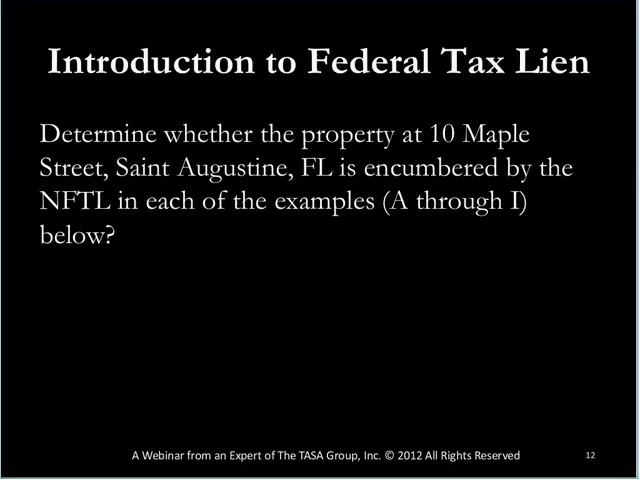 Introduction to Federal Tax Lien
Determine whether the property at 10 Maple
Street, Saint Augustine, FL is encumbered by the
NFTL in each of the examples (A through I)
below?
A Webinar from an Expert of The TASA Group, Inc. © 2012 All Rights Reserved
12